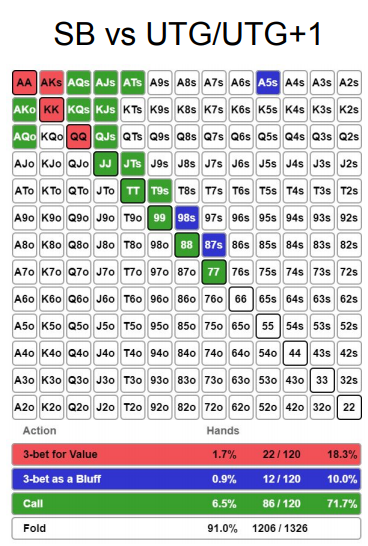 SB vs UTG/UTG+1
AA AKs AQs AJs ATs A9s A8s A7s A6s A5s A4s A3s A2s
AKo KK KQs KJs KTs K9s K8s K7s K6s K5s K4s K3s K2s
AQo KQo QQ QJs QTs Q9s Q8s Q7s Q6s Q5s Q4s Q3s Q2s
AJo KJo QJo JJ JTs J9s J8s J7s J6s J5s J4s J3s J2s
ATo KTo QTo JTo TT T9s T8s T7s T6s T5s T4s T3s T2s
A9o K9o Q9o J9o T9o 99 98s 97s 96s 95s 94s 93s 92s
A8o K8o Q8o J8o T8o 98o 88 87s 86s 85s 84s 83s 82s
A7o K7o Q7o J7o T7o 97o 87o 77 76s 75s 74s 73s 72s
A6o K6o Q6o J6o T6o 96o 86o 76o 66 65s 64s 63s 62s
A5o K5o Q5o J5o T5o 95o 85o 75o 65o 55 54s 53s 52s
A4o K4o Q4o J4o T4o 94o 84o 74o 64o 54o 44 43s 42s
A3o K3o Q3o J3o T3o 93o 83o 73o 63o 53o 43o 33 32s
A2o K2o Q2o J2o T2o 92o 82o 72o 62o 52o 42o 32o 22
Action Hands
3-bet for Value 1.7% 22 / 120 18.3%
3-bet as a Bluff 0.9% 12 / 120 10.0%
Call 6.5% 86 / 120 71.7%
Fold 91.0% 1206 / 1326